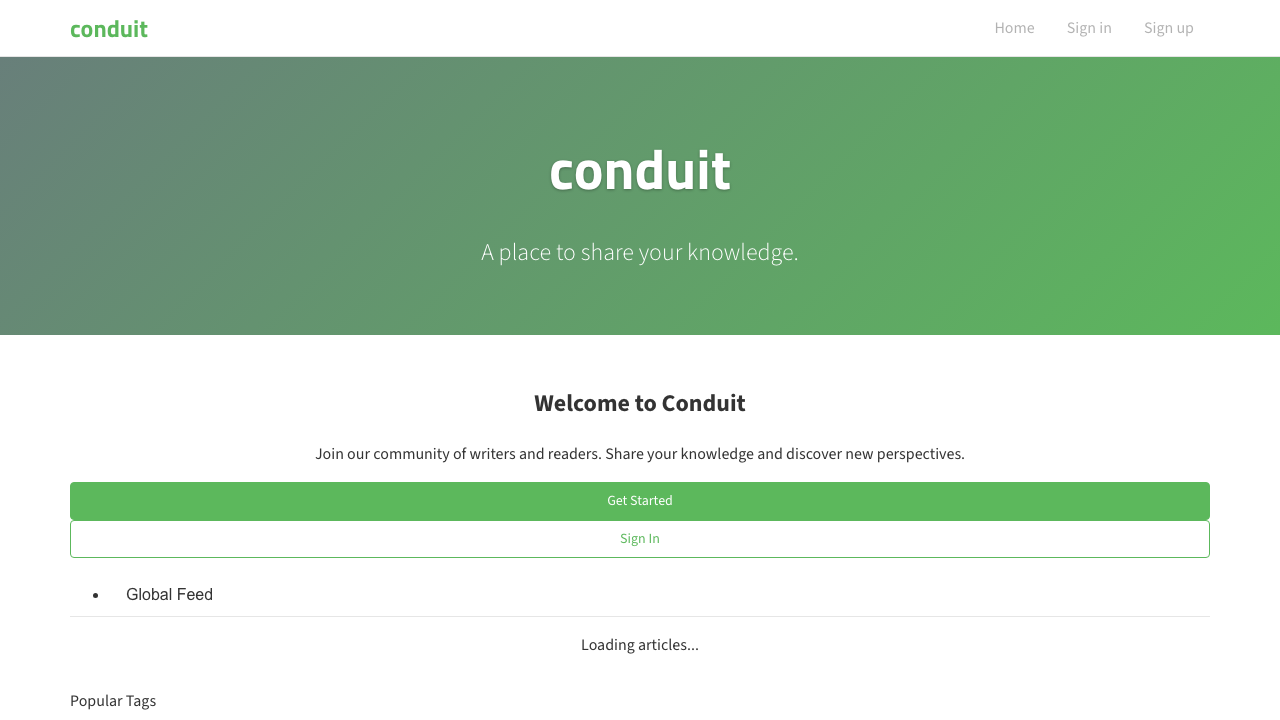 conduit
Home Sign in Sign up
conduit
A place to share your knowledge.
Welcome to Conduit
Join our community of writers and readers. Share your knowledge and discover new perspectives.
Get Started
Sign In
Global Feed
Loading articles...
Popular Tags